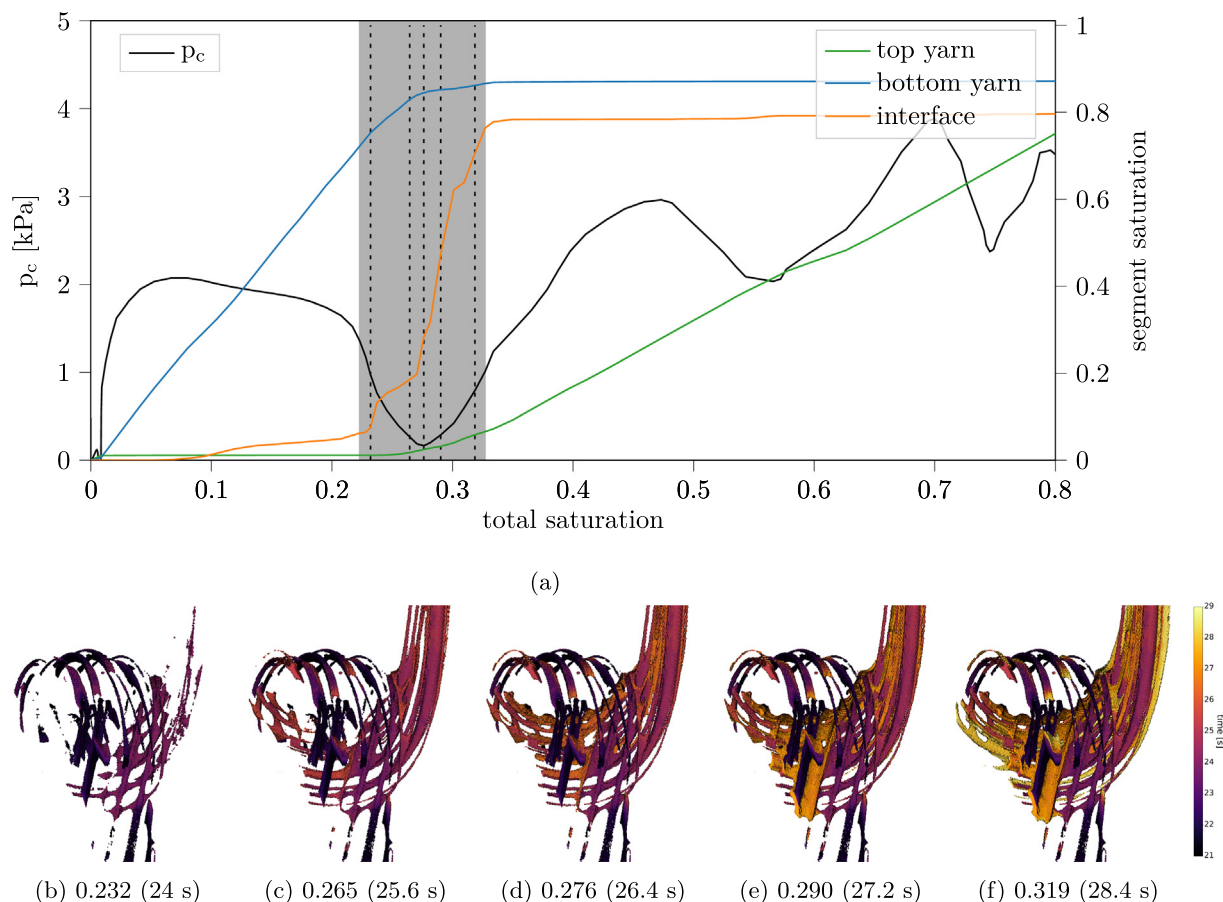 5
4
3
2
1
0
p_c [kPa]
p_c
top yarn
bottom yarn
interface
1
0.8
0.6
0.4
0.2
0
segment saturation
0 0.1 0.2 0.3 0.4 0.5 0.6 0.7 0.8
total saturation
(a)
29
28
27
26
25
24
23
22
21
time [s]
(b) 0.232 (24 s) (c) 0.265 (25.6 s) (d) 0.276 (26.4 s) (e) 0.290 (27.2 s) (f) 0.319 (28.4 s)